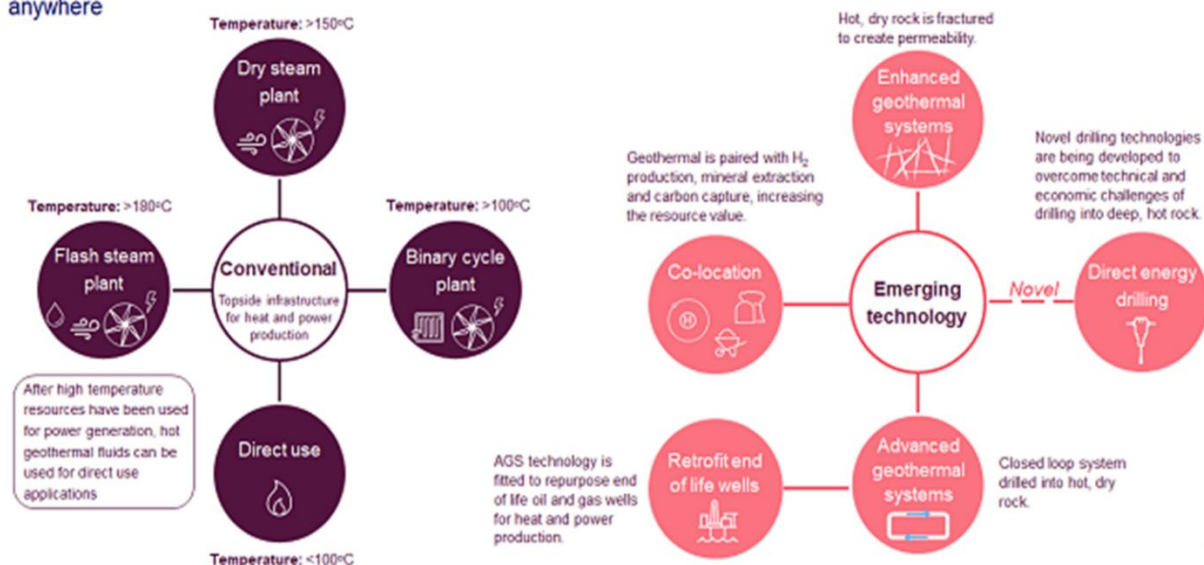 anywhere
Temperature: >150°C
Dry steam
plant
Temperature: >180°C
Flash steam
plant
Temperature: >100°C
Binary cycle
plant
Conventional
Topside infrastructure
for heat and power
production
After high temperature
resources have been used
for power generation, hot
geothermal fluids can be
used for direct use
applications
Direct use
Temperature: <100°C
Hot, dry rock is fractured
to create permeability.
Enhanced
geothermal
systems
Geothermal is paired with H₂
production, mineral extraction
and carbon capture, increasing
the resource value.
Co-location
H
Emerging
technology
Novel
Novel drilling technologies
are being developed to
overcome technical and
economic challenges of
drilling into deep, hot rock.
Direct energy
drilling
AGS technology is
fitted to repurpose end
of life oil and gas wells
for heat and power
production.
Retrofit end
of life wells
Advanced
geothermal
systems
Closed loop system
drilled into hot, dry
rock.